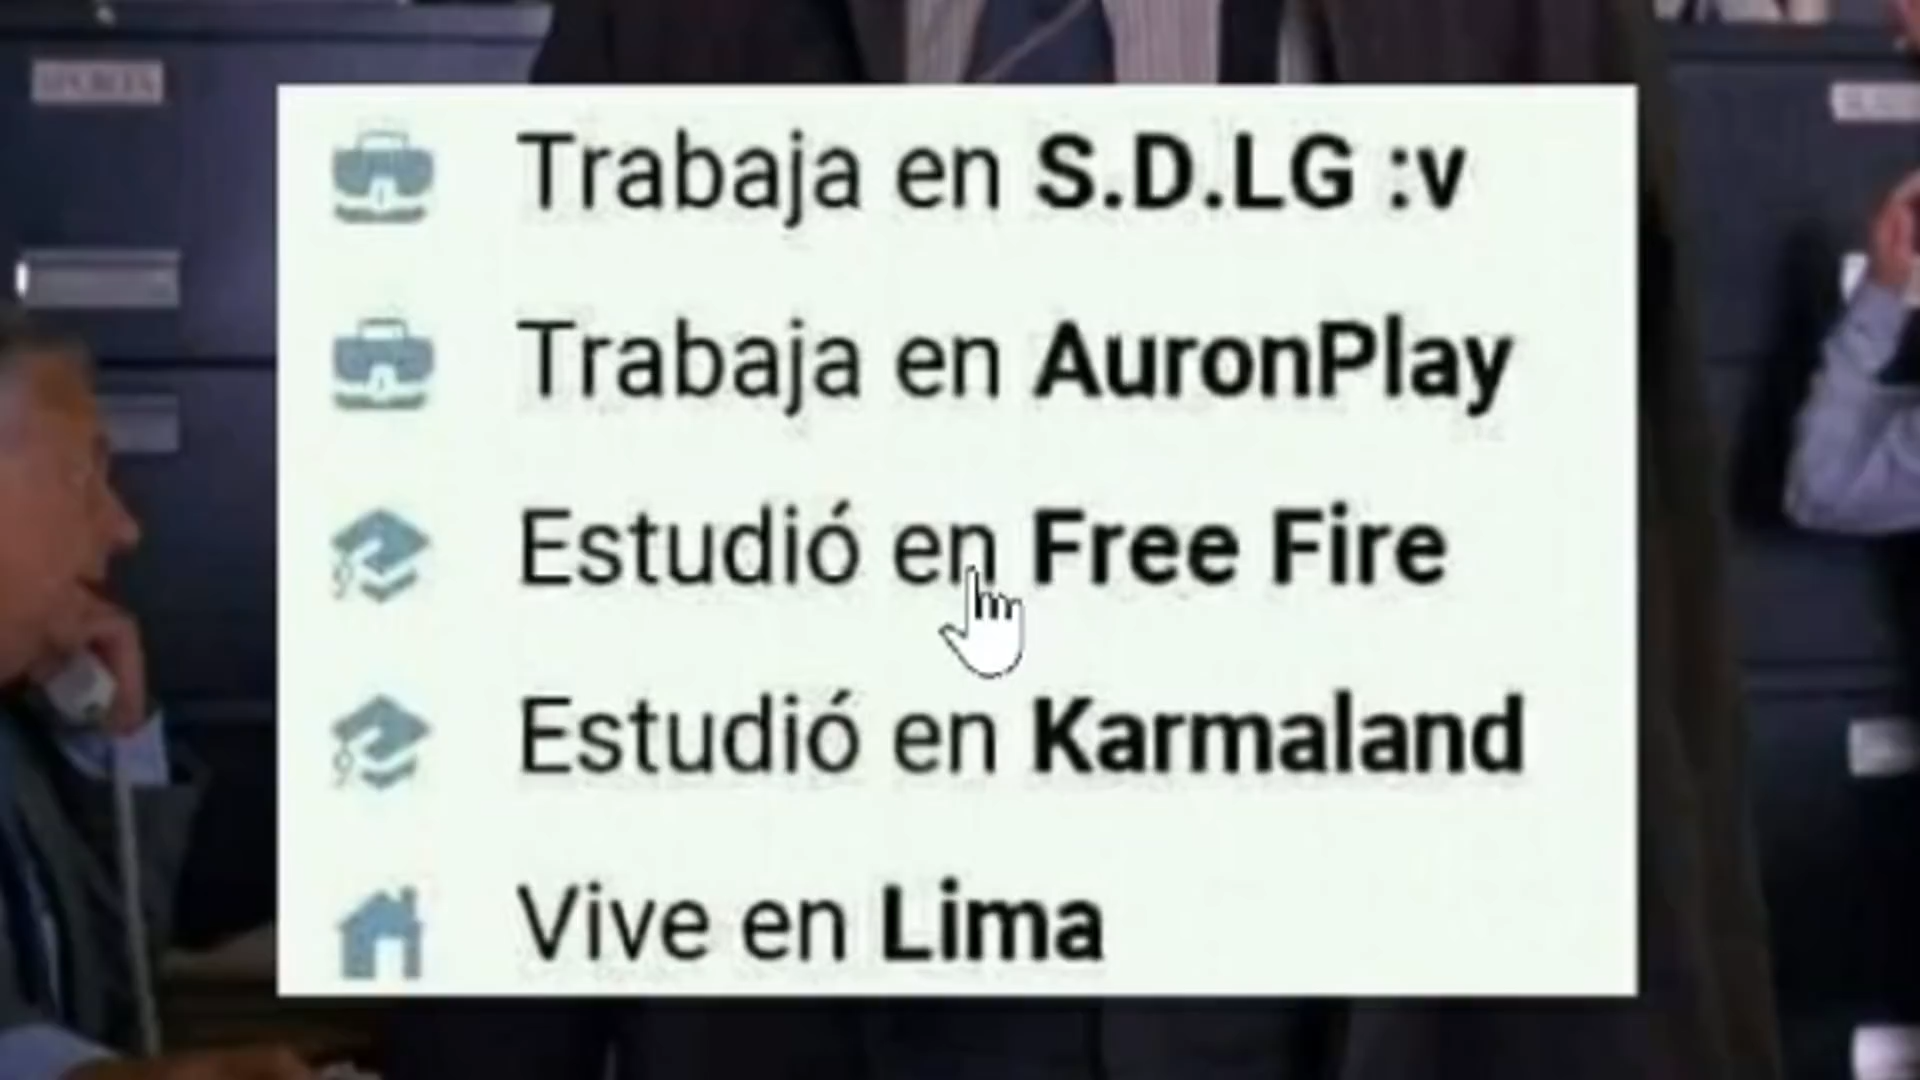 Trabaja en S.D.LG :v
Trabaja en AuronPlay
Estudió en Free Fire
Estudió en Karmaland
Vive en Lima